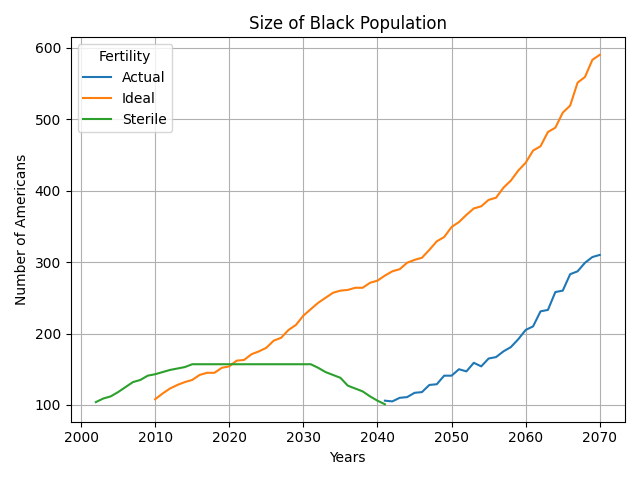 Size of Black Population
Fertility
Actual
Ideal
Sterile
Number of Americans
600
500
400
300
200
100
2000 2010 2020 2030 2040 2050 2060 2070
Years